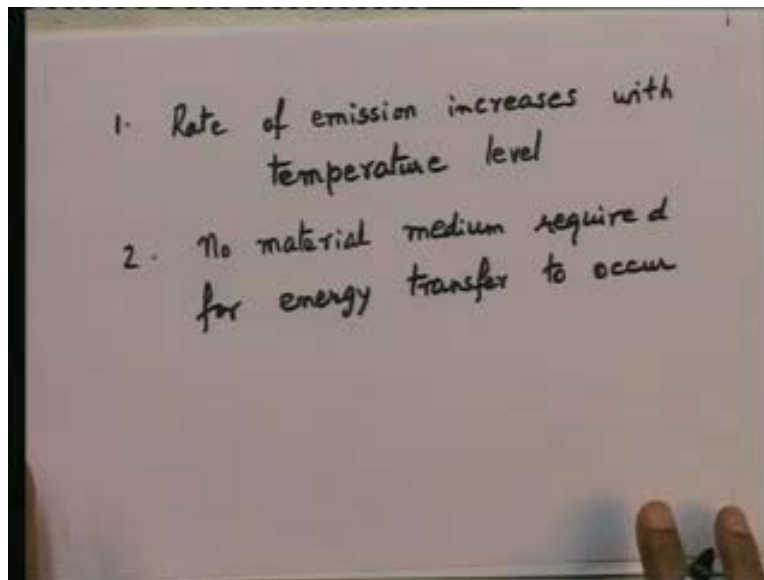 1. Rate of emission increases with
temperature level
2. No material medium required
for energy transfer to occur